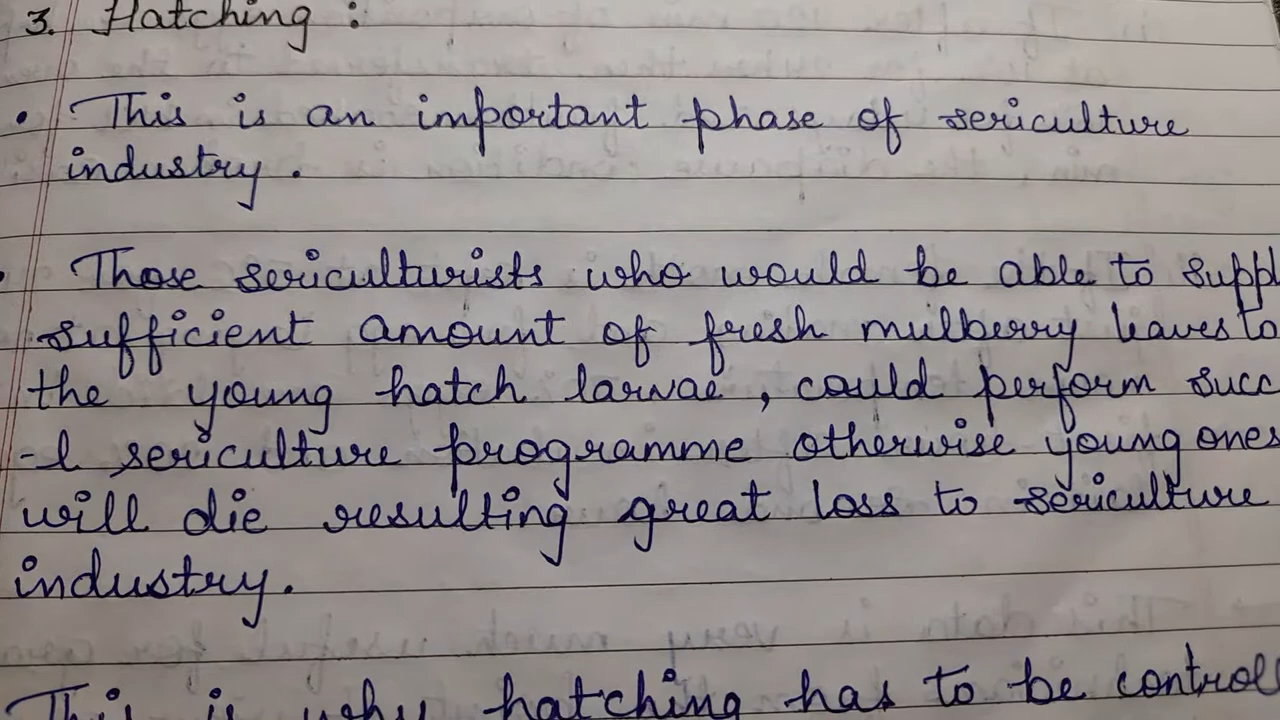 3. Hatching :
• This is an important phase of sericulture
industry.
• Those sericulturists who would be able to suppl
sufficient amount of fresh mulberry leaves to
the young hatch larvae, could perform succ
-l sericulture programme otherwise young ones
will die resulting great loss to sericulture
industry.
This is why hatching has to be control